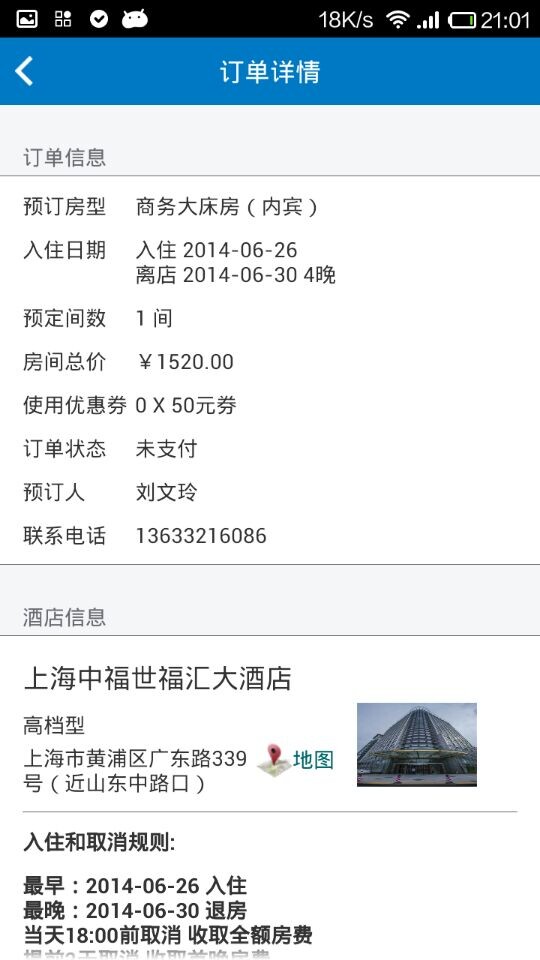 18K/s 21:01
订单详情
订单信息
预订房型 商务大床房（内宾）
入住日期 入住 2014-06-26
离店 2014-06-30 4晚
预定间数 1 间
房间总价 ￥1520.00
使用优惠券 0 X 50元券
订单状态 未支付
预订人 刘文玲
联系电话 13633216086
酒店信息
上海中福世福汇大酒店
高档型
上海市黄浦区广东路339 地图
号（近山东中路口）
入住和取消规则:
最早：2014-06-26 入住
最晚：2014-06-30 退房
当天18:00前取消 收取全额房费